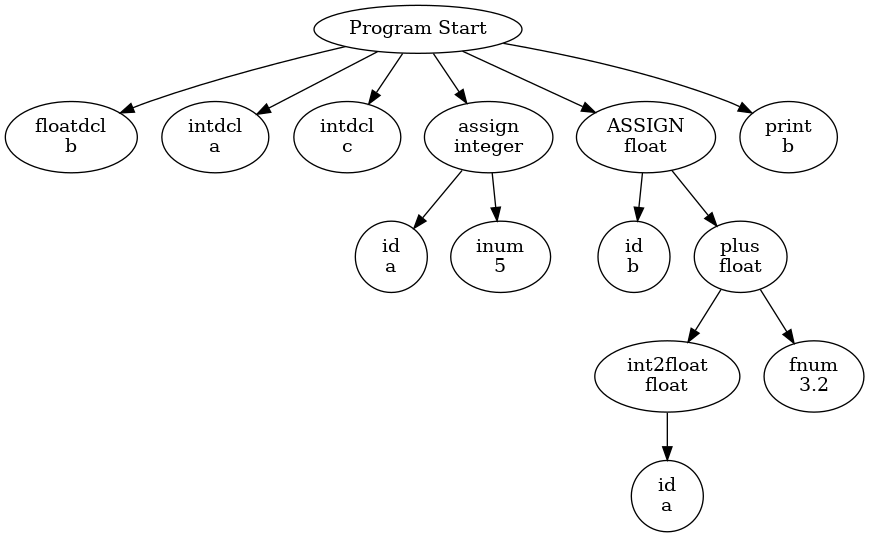 Program Start
floatdcl
b
intdcl
a
intdcl
c
assign
integer
ASSIGN
float
print
b
id
a
inum
5
id
b
plus
float
int2float
float
fnum
3.2
id
a